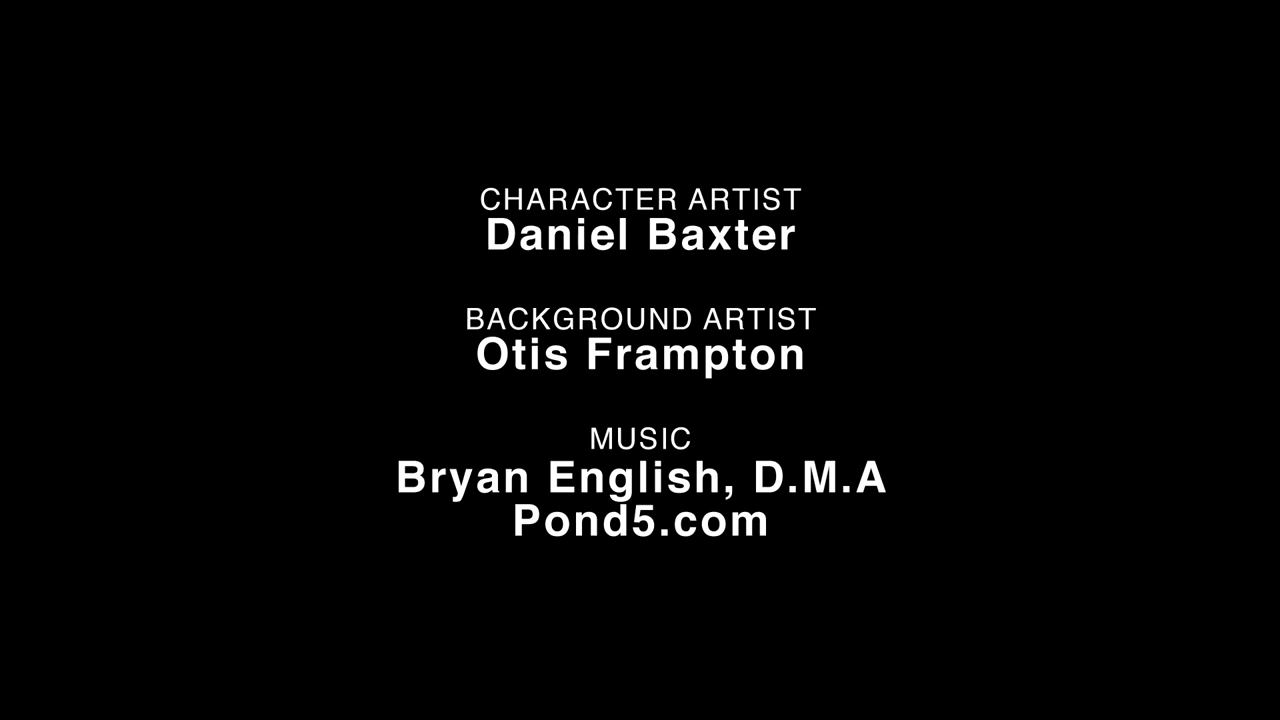 CHARACTER ARTIST
Daniel Baxter
BACKGROUND ARTIST
Otis Frampton
MUSIC
Bryan English, D.M.A
Pond5.com